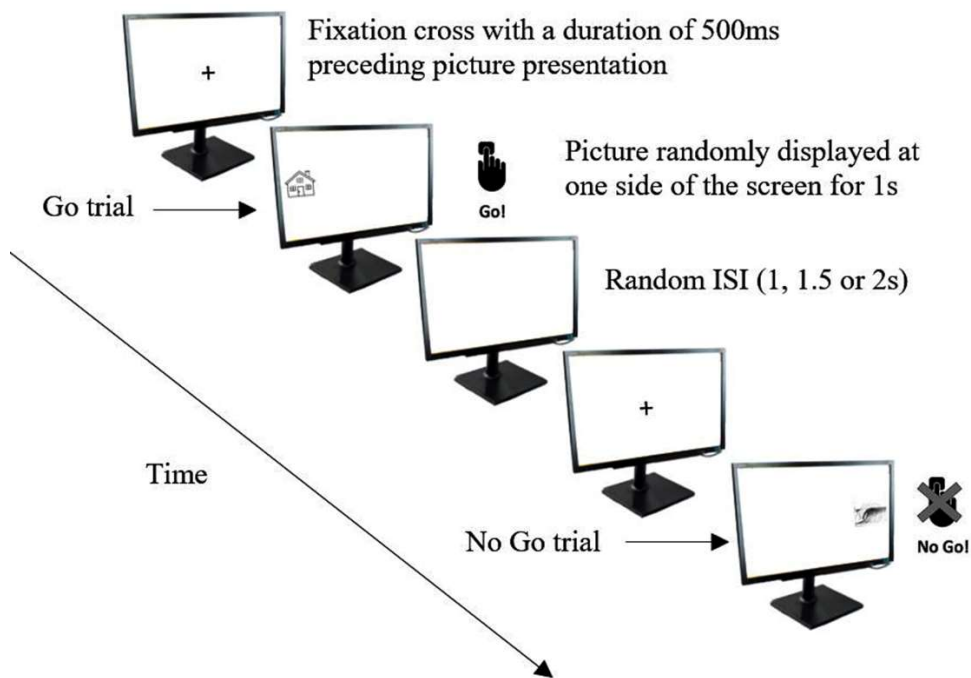 Fixation cross with a duration of 500ms
preceding picture presentation
Picture randomly displayed at
one side of the screen for 1s
Go trial
Go!
Random ISI (1, 1.5 or 2s)
Time
No Go trial
No Go!